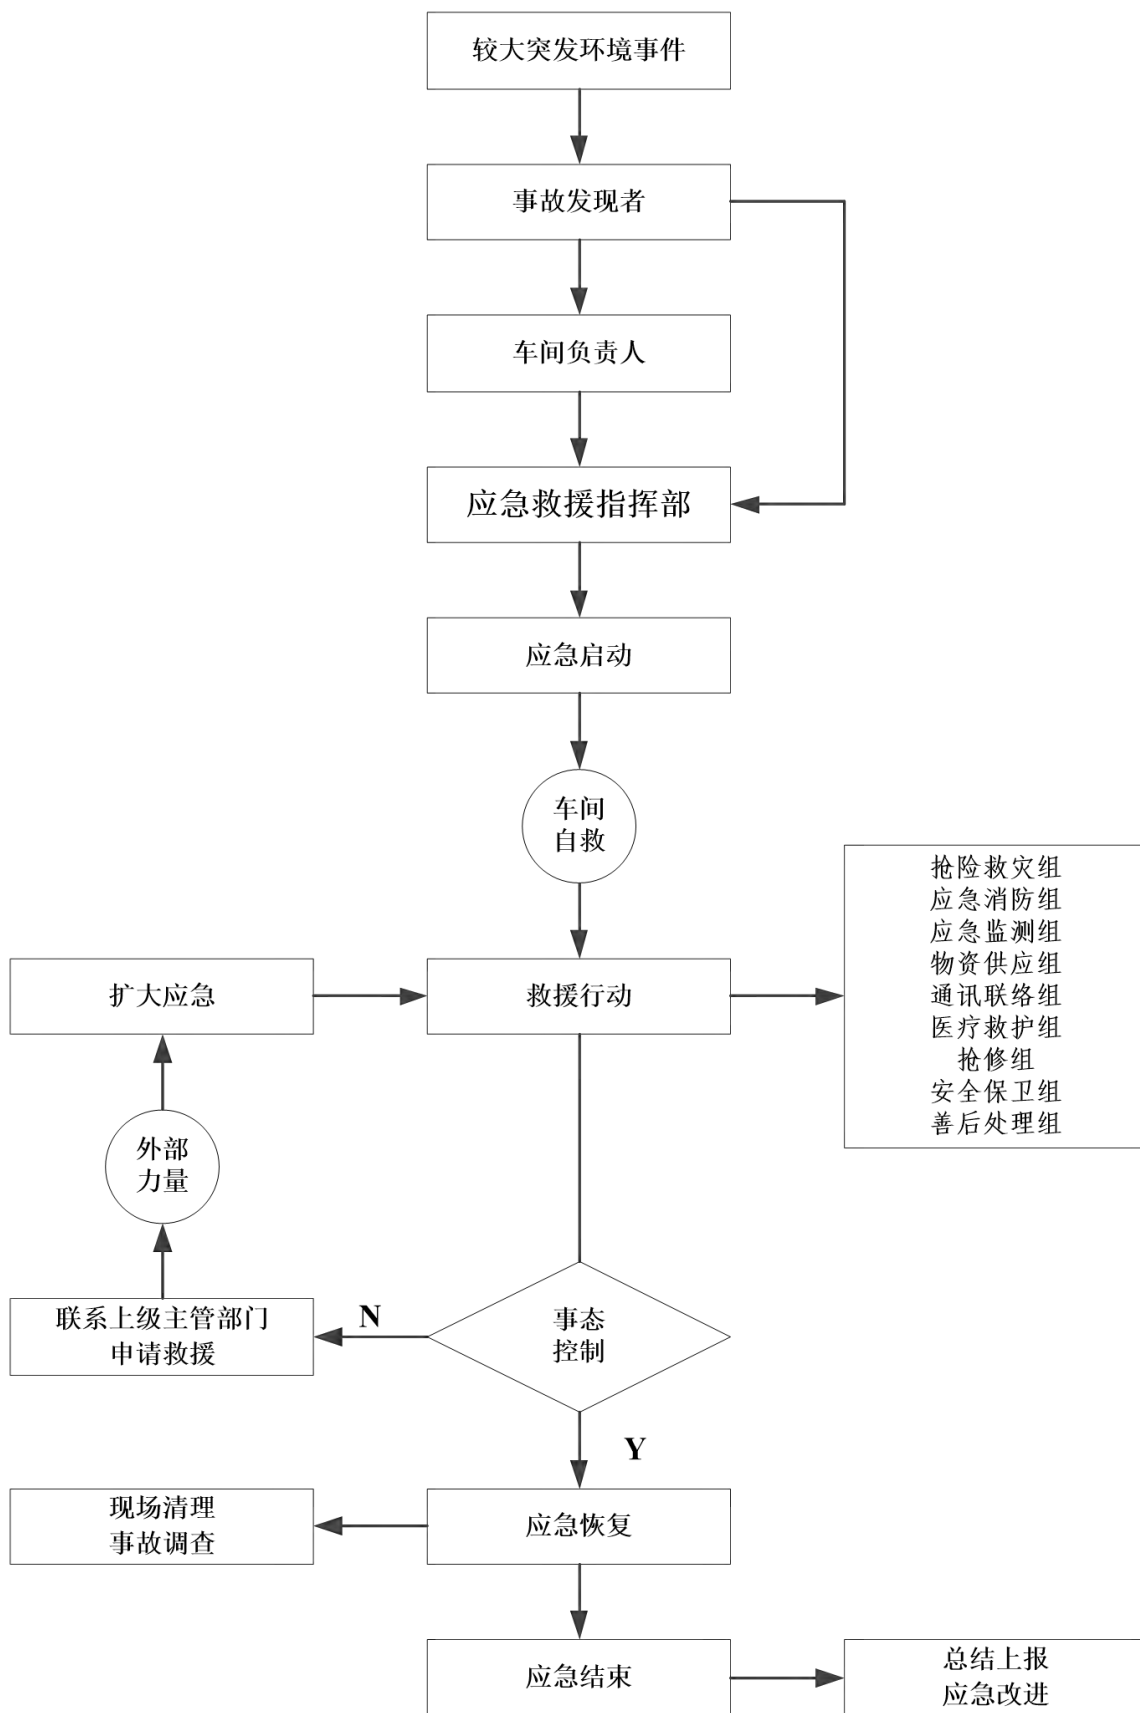 较大突发环境事件
事故发现者
车间负责人
应急救援指挥部
应急启动
车间
自救
抢险救灾组
应急消防组
应急监测组
物资供应组
通讯联络组
医疗救护组
抢修组
安全保卫组
善后处理组
扩大应急
救援行动
外部
力量
联系上级主管部门
申请救援
N
事态
控制
Y
现场清理
事故调查
应急恢复
应急结束
总结上报
应急改进